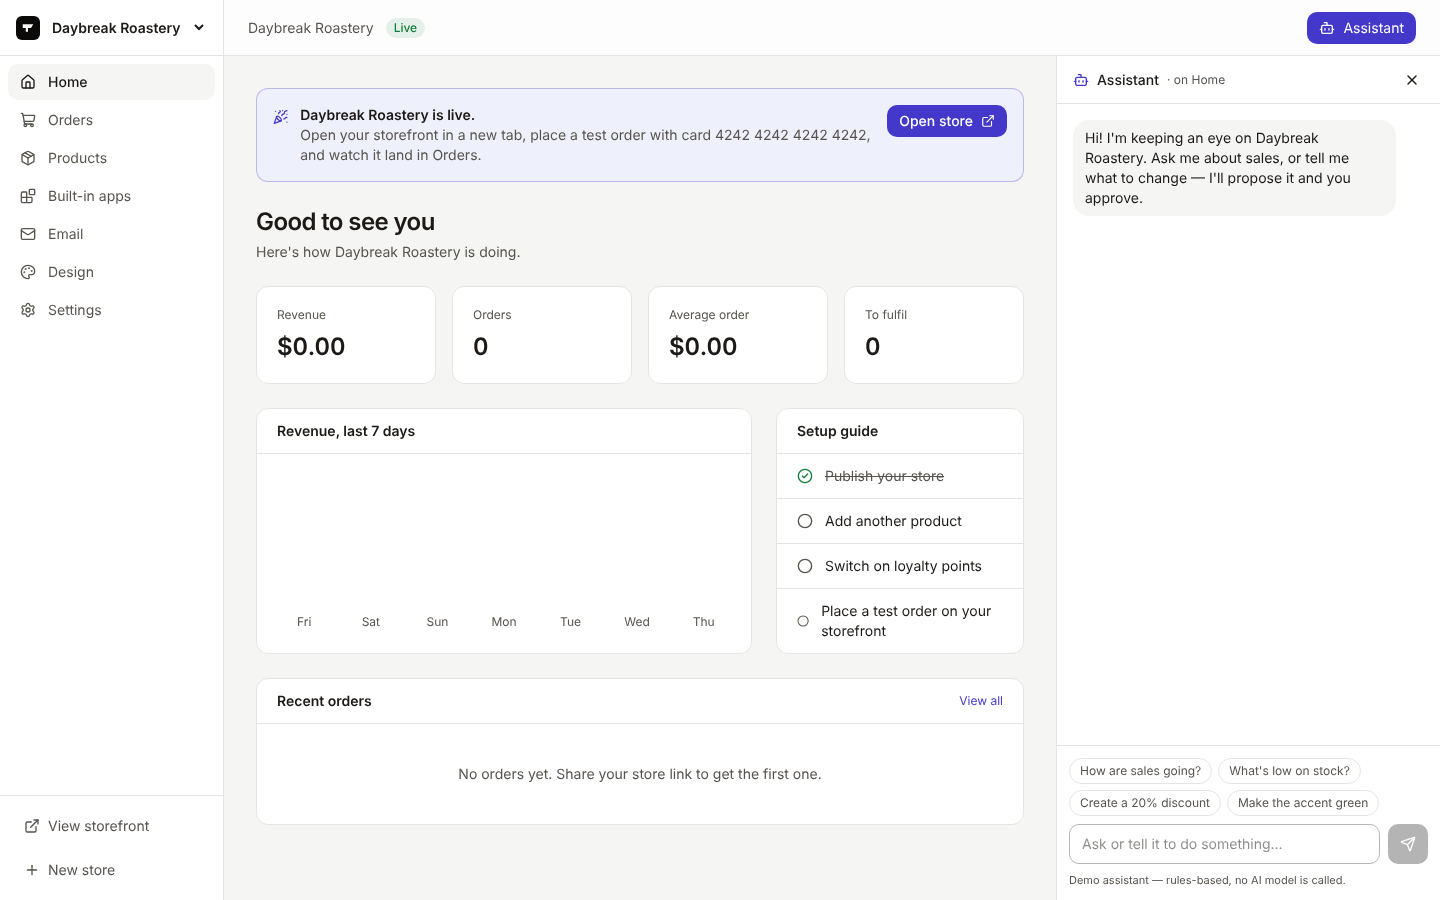 Daybreak Roastery
Home
Orders
Products
Built-in apps
Email
Design
Settings
View storefront
New store
Daybreak Roastery
Live
Assistant
Daybreak Roastery is live.
Open your storefront in a new tab, place a test order with card 4242 4242 4242 4242,
and watch it land in Orders.
Open store
Good to see you
Here's how Daybreak Roastery is doing.
Revenue
$0.00
Orders
0
Average order
$0.00
To fulfil
0
Revenue, last 7 days
Fri Sat Sun Mon Tue Wed Thu
Setup guide
Publish your store
Add another product
Switch on loyalty points
Place a test order on your
storefront
Recent orders
View all
No orders yet. Share your store link to get the first one.
Assistant · on Home
Hi! I'm keeping an eye on Daybreak
Roastery. Ask me about sales, or tell me
what to change — I'll propose it and you
approve.
How are sales going?
What's low on stock?
Create a 20% discount
Make the accent green
Ask or tell it to do something...
Demo assistant — rules-based, no AI model is called.